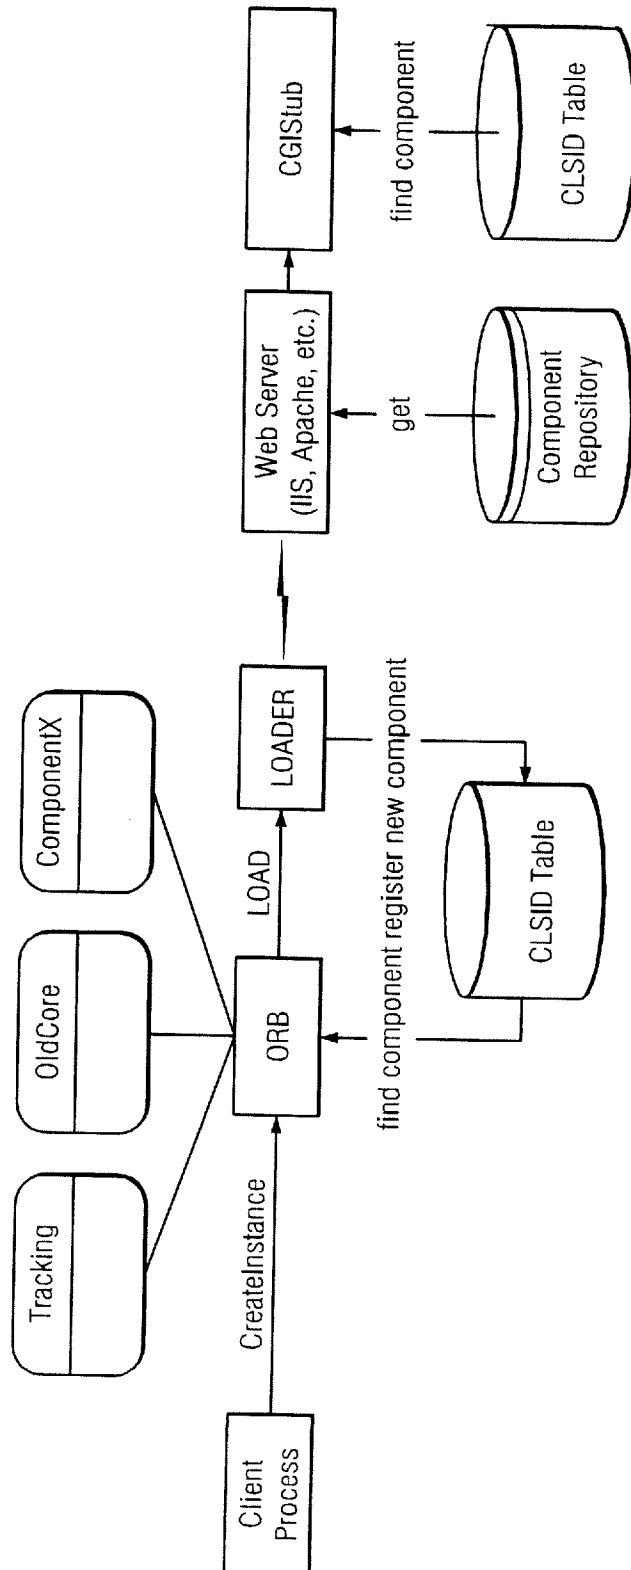 Tracking
OldCore
ComponentX
Client
Process
CreateInstance
ORB
LOAD
LOADER
Web Server
(IIS, Apache, etc.)
CGIStub
find component register new component
get
find component
CLSID Table
Component
Repository
CLSID Table